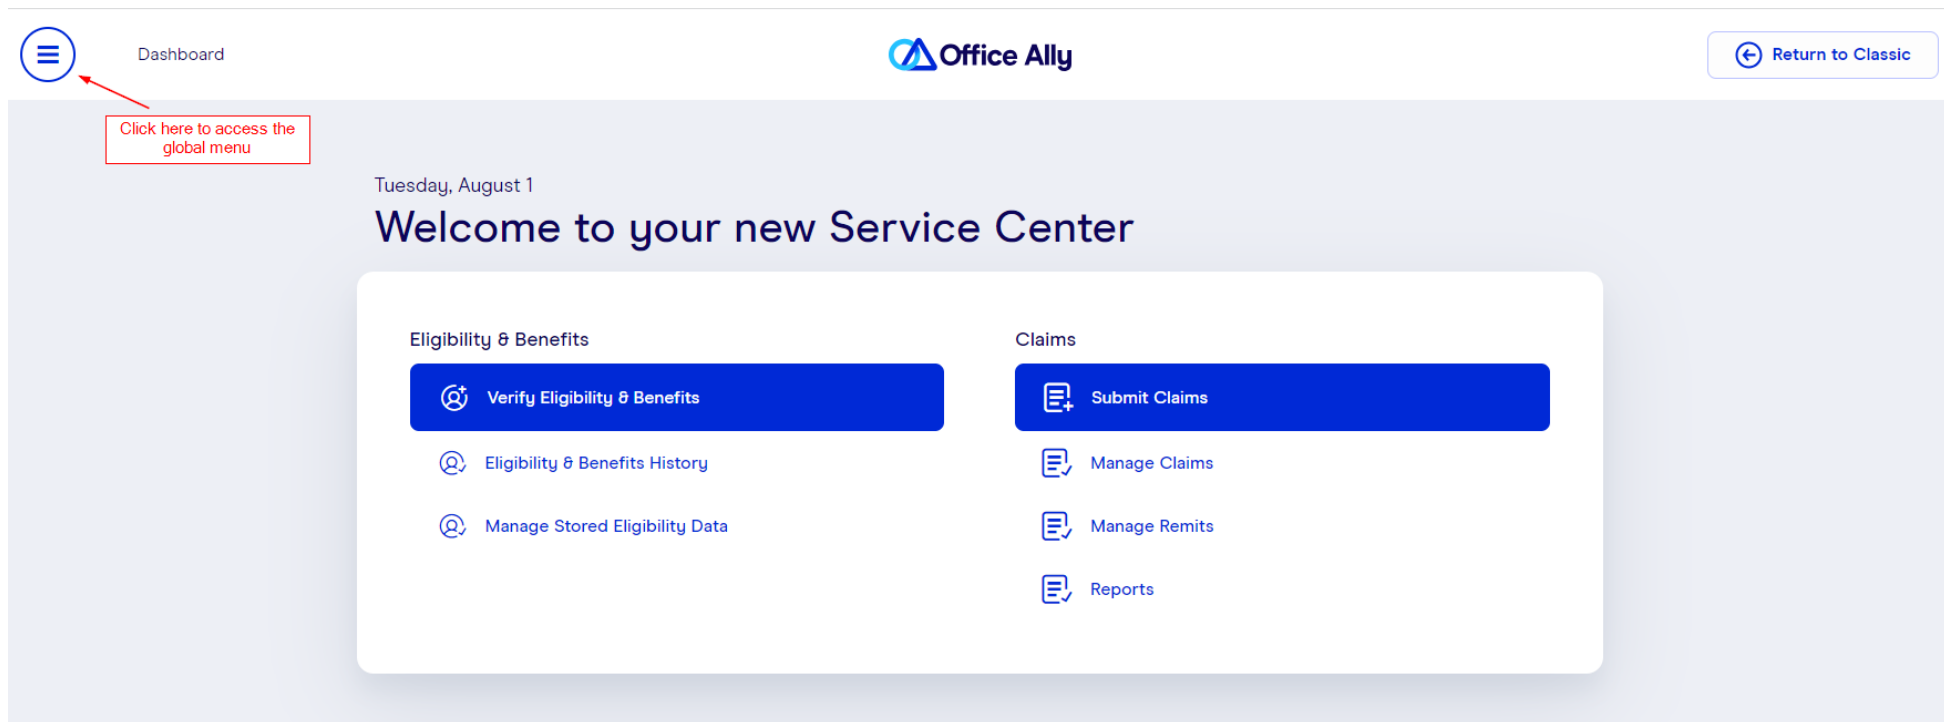 Dashboard
Office Ally
Return to Classic
Click here to access the
global menu
Tuesday, August 1
Welcome to your new Service Center
Eligibility & Benefits
Verify Eligibility & Benefits
Eligibility & Benefits History
Manage Stored Eligibility Data
Claims
Submit Claims
Manage Claims
Manage Remits
Reports